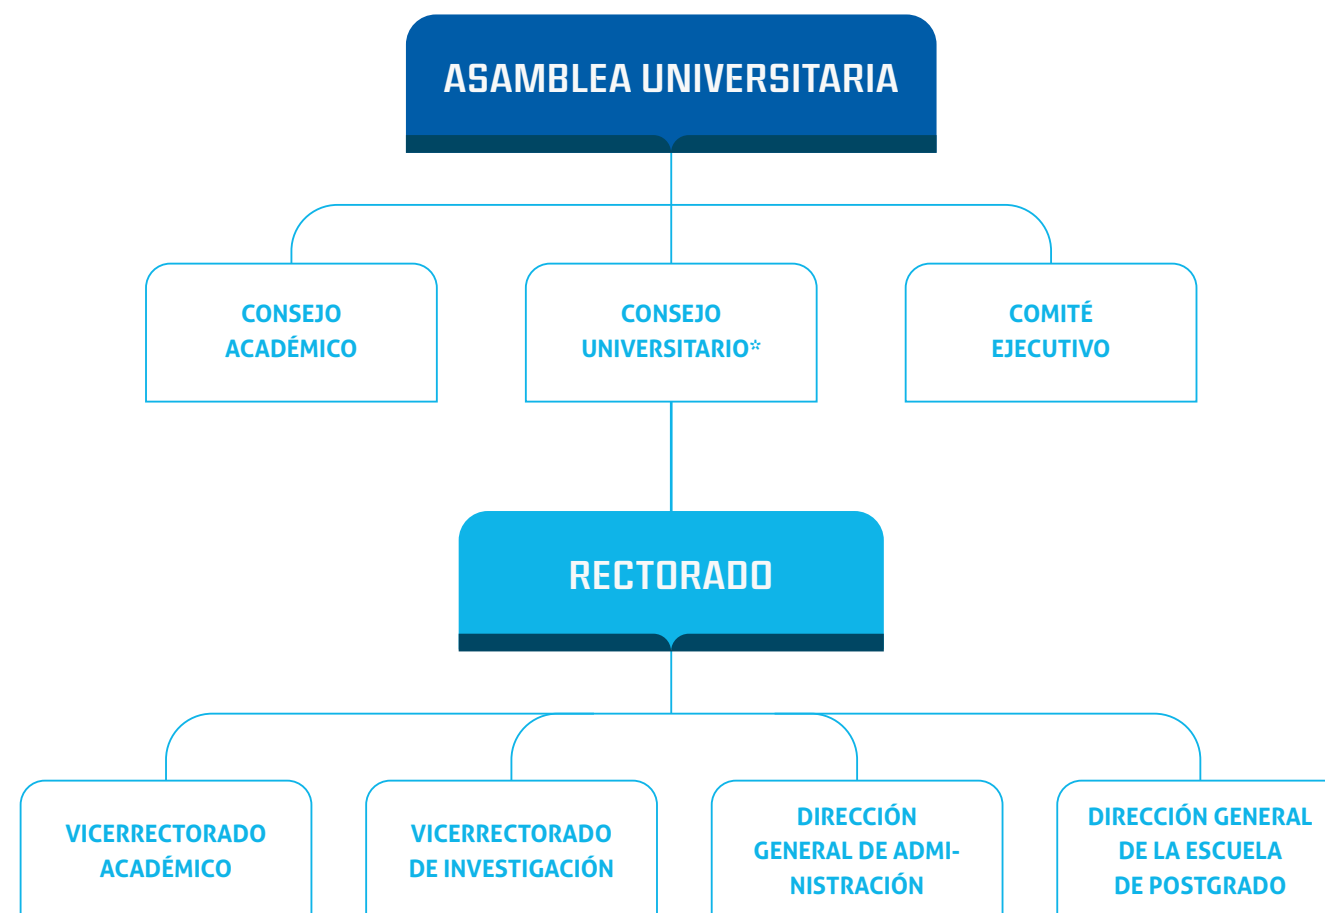 ASAMBLEA UNIVERSITARIA
CONSEJO
ACADÉMICO
CONSEJO
UNIVERSITARIO*
COMITÉ
EJECUTIVO
RECTORADO
VICERRECTORADO
ACADÉMICO
VICERRECTORADO
DE INVESTIGACIÓN
DIRECCIÓN
GENERAL DE ADMI-
NISTRACIÓN
DIRECCIÓN GENERAL
DE LA ESCUELA
DE POSTGRADO